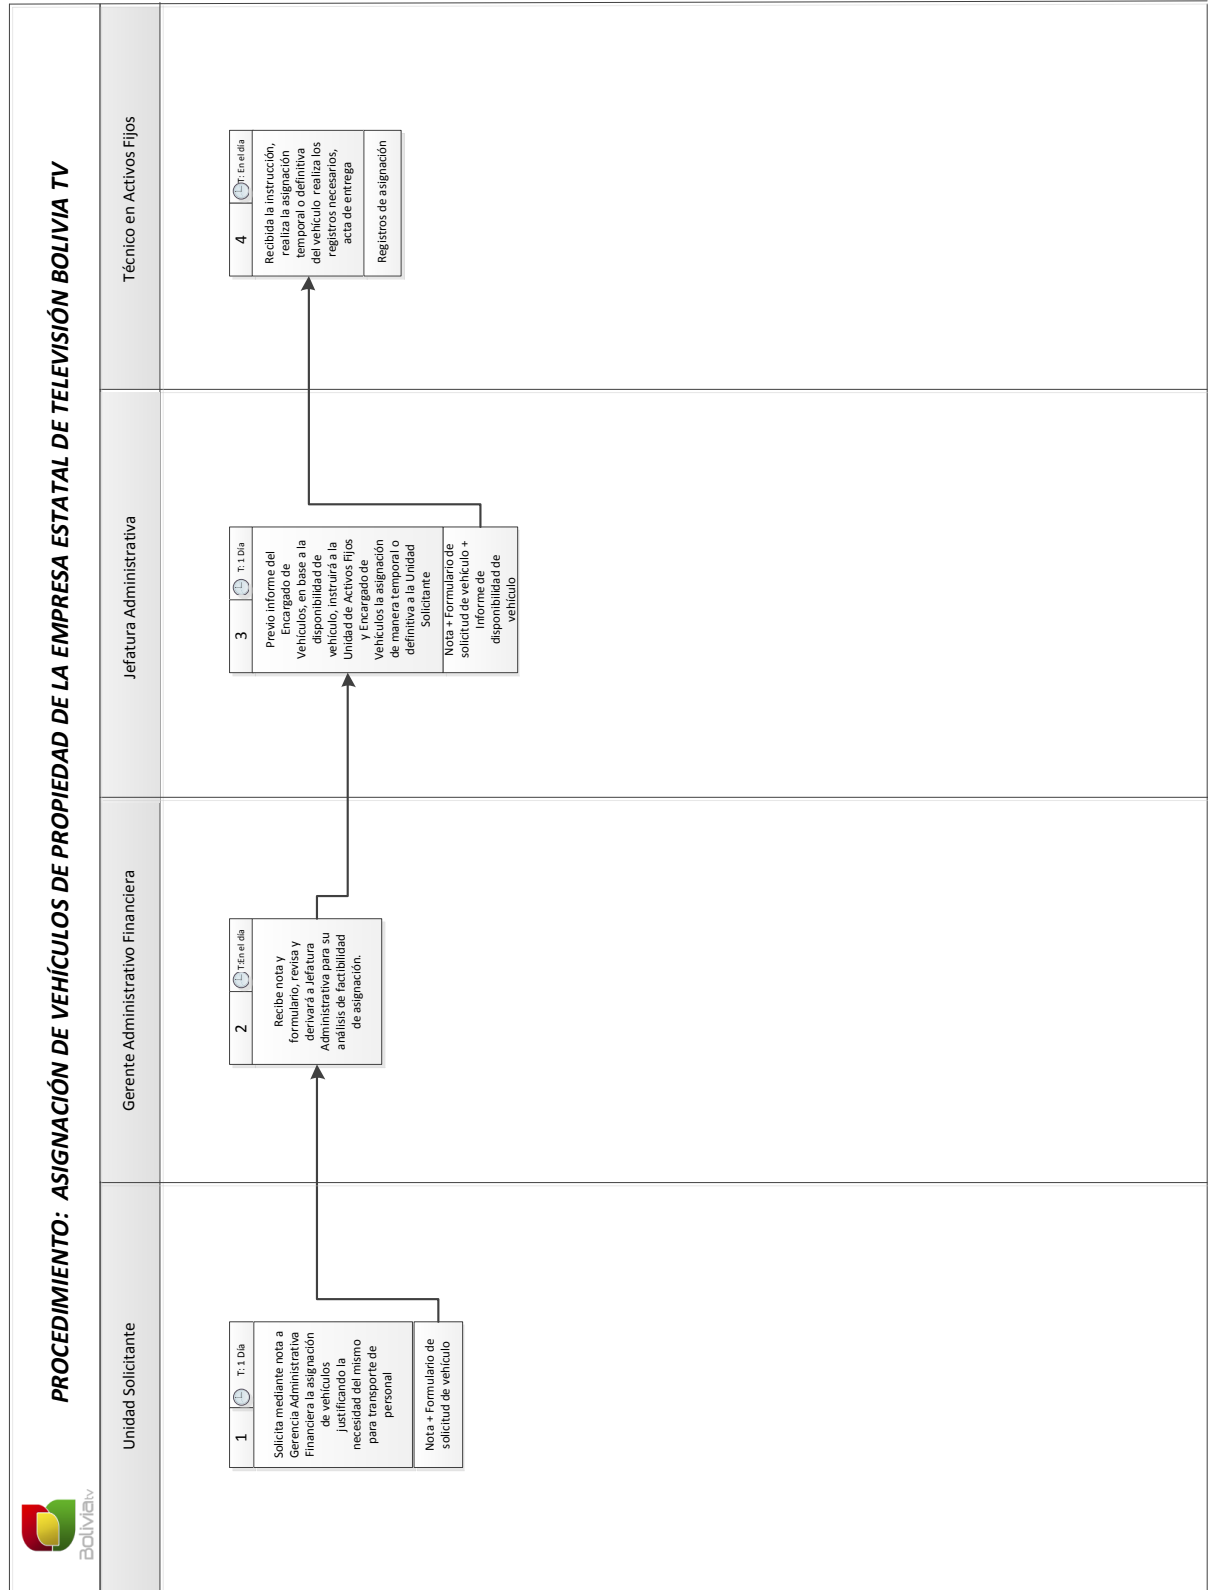 PROCEDIMIENTO: ASIGNACIÓN DE VEHÍCULOS DE PROPIEDAD DE LA EMPRESA ESTATAL DE TELEVISIÓN BOLIVIA TV
Boliviatv
Unidad Solicitante
Gerente Administrativo Financiera
Jefatura Administrativa
Técnico en Activos Fijos
1
T: 1 Día
Solicita mediante nota a
Gerencia Administrativa
Financiera la asignación
de vehículos
justificando la
necesidad del mismo
para transporte de
personal
Nota + Formulario de
solicitud de vehículo
2
T:En el día
Recibe nota y
formulario, revisa y
derivará a Jefatura
Administrativa para su
análisis de factibilidad
de asignación.
3
T: 1 Día
Previo informe del
Encargado de
Vehículos, en base a la
disponibilidad de
vehículo, instruirá a la
Unidad de Activos Fijos
y Encargado de
Vehículos la asignación
de manera temporal o
definitiva a la Unidad
Solicitante
Nota + Formulario de
solicitud de vehículo +
Informe de
disponibilidad de
vehículo
4
T: En el día
Recibida la instrucción,
realiza la asignación
temporal o definitiva
del vehículo realiza los
registros necesarios,
acta de entrega
Registros de asignación